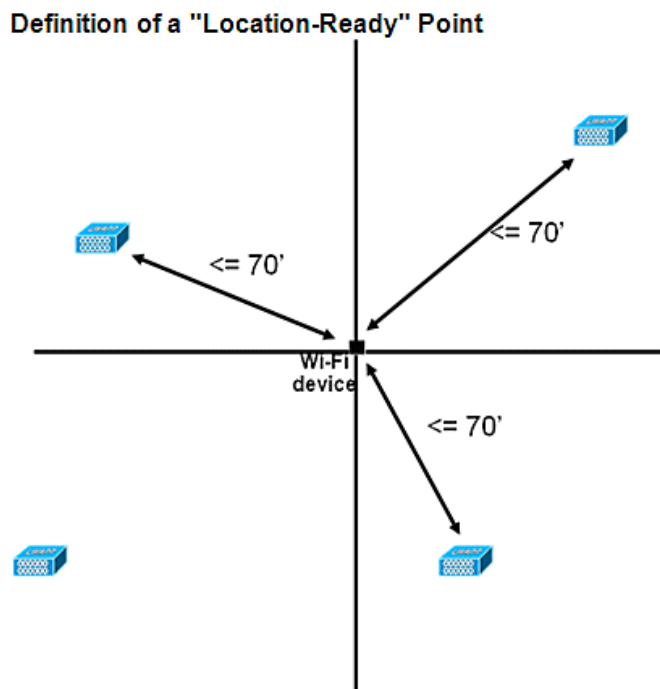 Definition of a "Location-Ready" Point
<= 70'
<= 70'
Wi-Fi
device
<= 70'